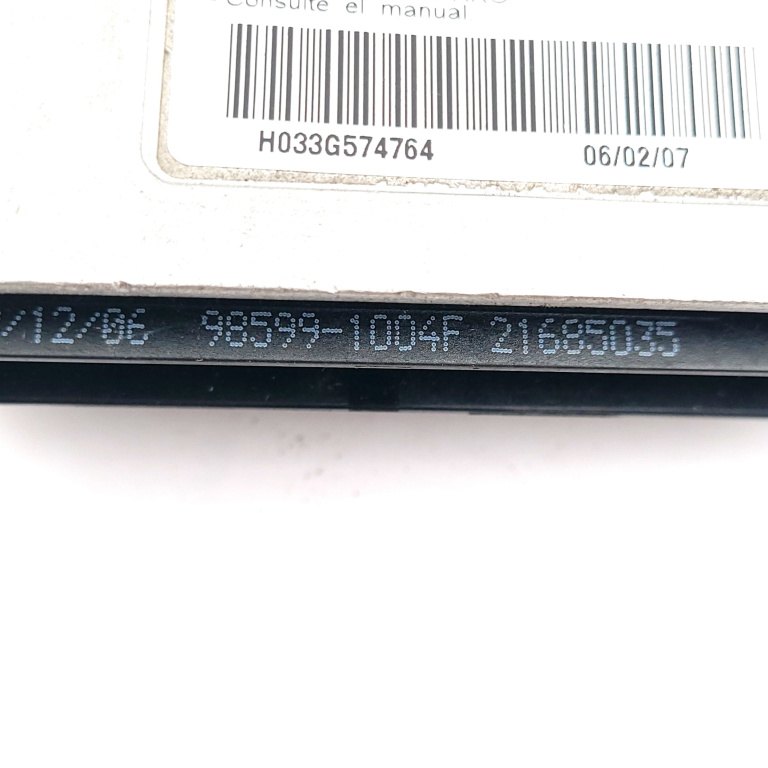 Consulte el manual
H033G574764 06/02/07
/12/06 98599-1004F 21685035